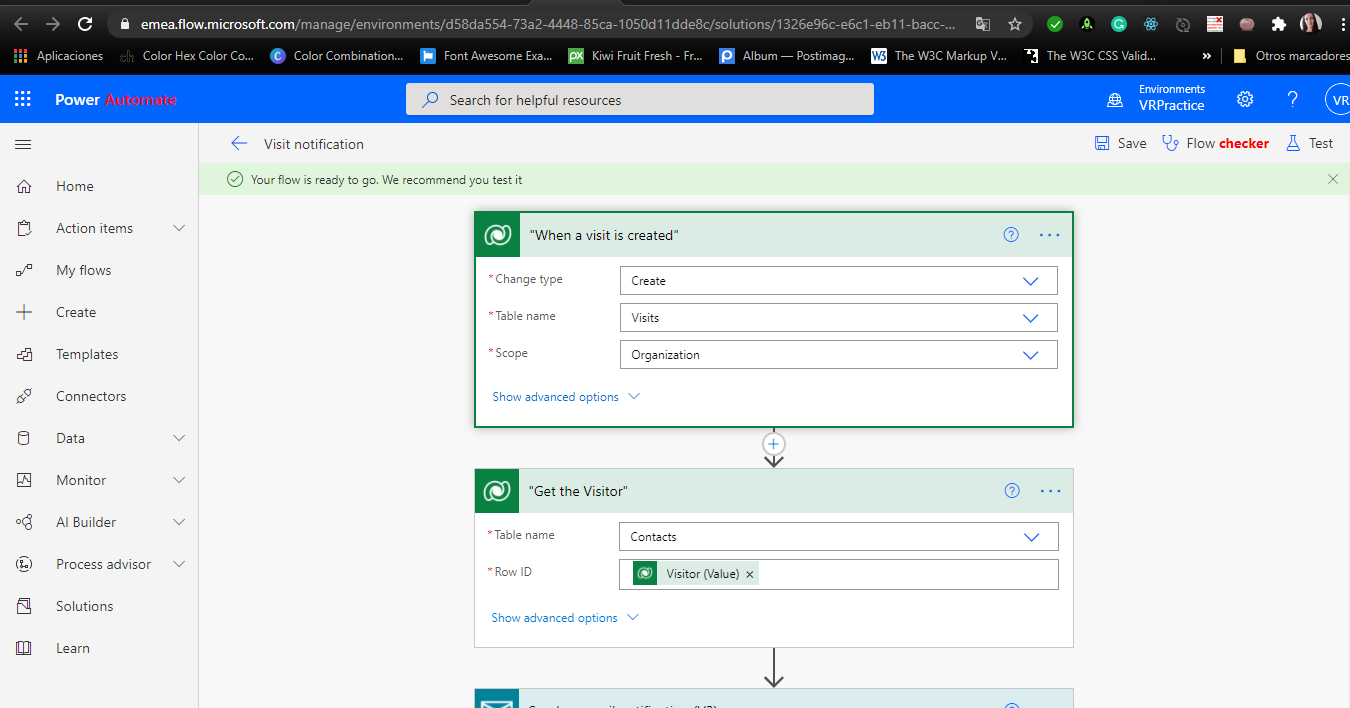 emea.flow.microsoft.com/manage/environments/d58da554-73a2-4448-85ca-1050d11dde8c/solutions/1326e96c-e6c1-eb11-bacc-...
Aplicaciones
Color Hex Color Co...
Color Combination...
Font Awesome Exa...
px Kiwi Fruit Fresh - Fr...
Album — Postimag...
W3 The W3C Markup V...
The W3C CSS Valid...
»
Otros marcadores
Power Automate
Search for helpful resources
Environments
VRPractice
VR
Visit notification
Save
Flow checker
Test
Your flow is ready to go. We recommend you test it
Home
Action items
My flows
Create
Templates
Connectors
Data
Monitor
AI Builder
Process advisor
Solutions
Learn
"When a visit is created"
*Change type
Create
*Table name
Visits
*Scope
Organization
Show advanced options
"Get the Visitor"
*Table name
Contacts
*Row ID
Visitor (Value) ×
Show advanced options